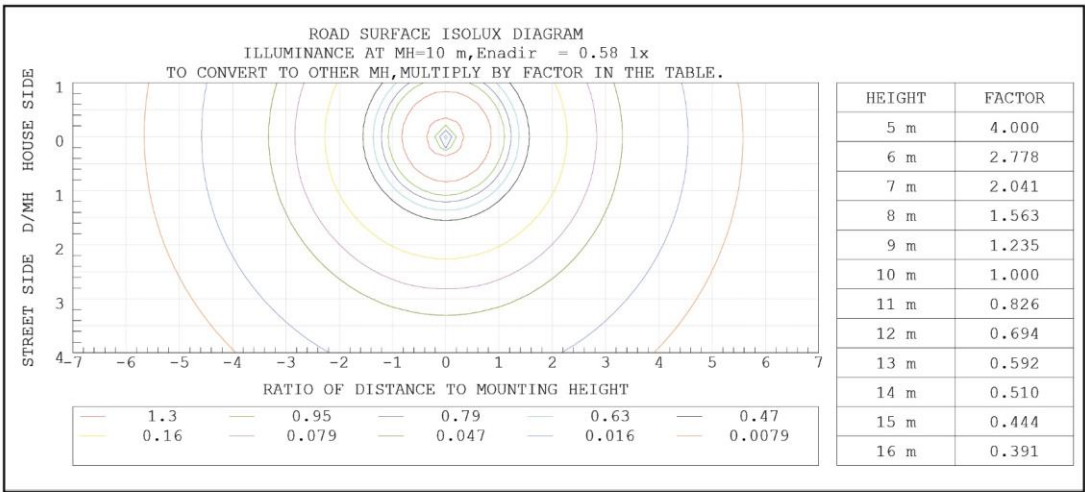 ROAD SURFACE ISOLUX DIAGRAM
ILLUMINANCE AT MH=10 m,Enadir = 0.58 lx
TO CONVERT TO OTHER MH,MULTIPLY BY FACTOR IN THE TABLE.
STREET SIDE D/MH HOUSE SIDE
1
0
1
2
3
4
-7 -6 -5 -4 -3 -2 -1 0 1 2 3 4 5 6 7
RATIO OF DISTANCE TO MOUNTING HEIGHT
1.3 0.95 0.79 0.63 0.47
0.16 0.079 0.047 0.016 0.0079
HEIGHT FACTOR
5 m 4.000
6 m 2.778
7 m 2.041
8 m 1.563
9 m 1.235
10 m 1.000
11 m 0.826
12 m 0.694
13 m 0.592
14 m 0.510
15 m 0.444
16 m 0.391